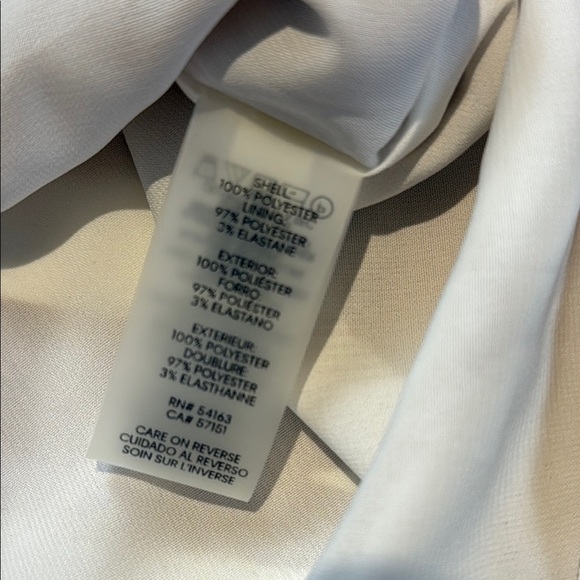 SHELL-
100% POLYESTER
LINING:
97% POLYESTER
3% ELASTANE
EXTERIOR:
100% POLIÉSTER
FORRO:
97% POLIÉSTER
3% ELASTANO
EXTERIEUR:
100% POLYESTER
DOUBLURE:
97% POLYESTER
3% ELASTHANNE
RN# 54163
CA# 57151
CARE ON REVERSE
CUIDADO AL REVERSO
SOIN SUR L'INVERSE